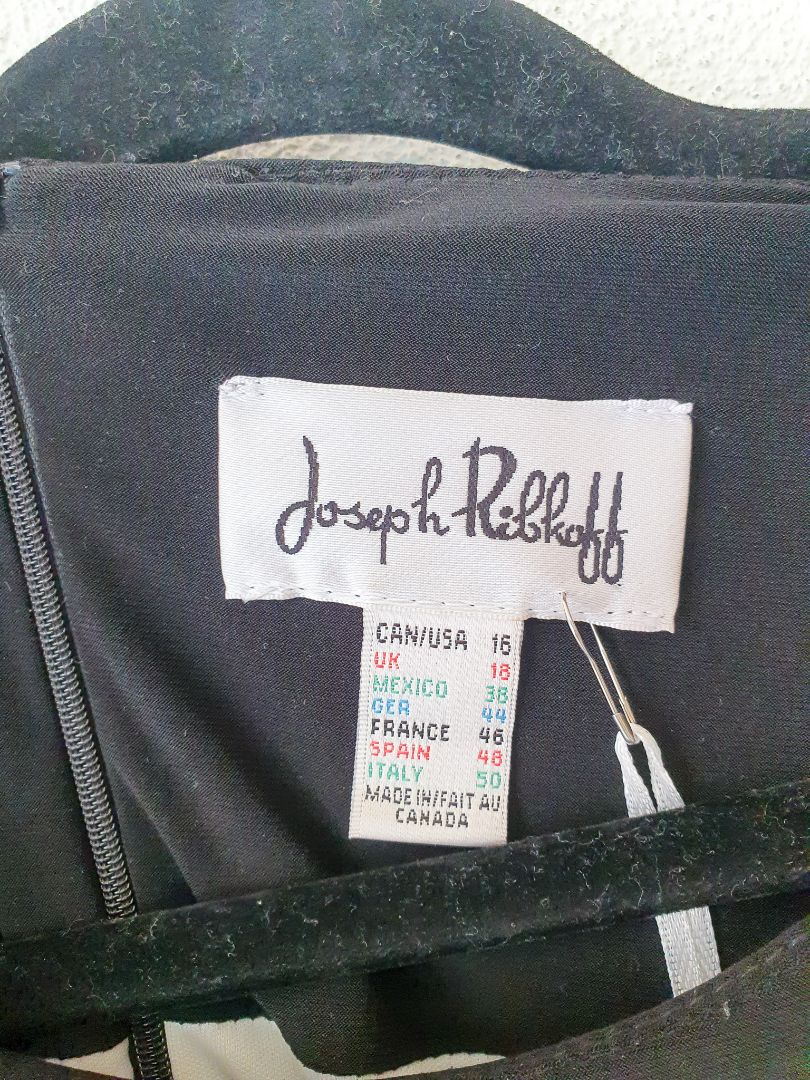 Joseph Ribkoff
CAN/USA 16
UK 18
MEXICO 38
GER 44
FRANCE 46
SPAIN 48
ITALY 50
MADE IN/FAIT AU
CANADA